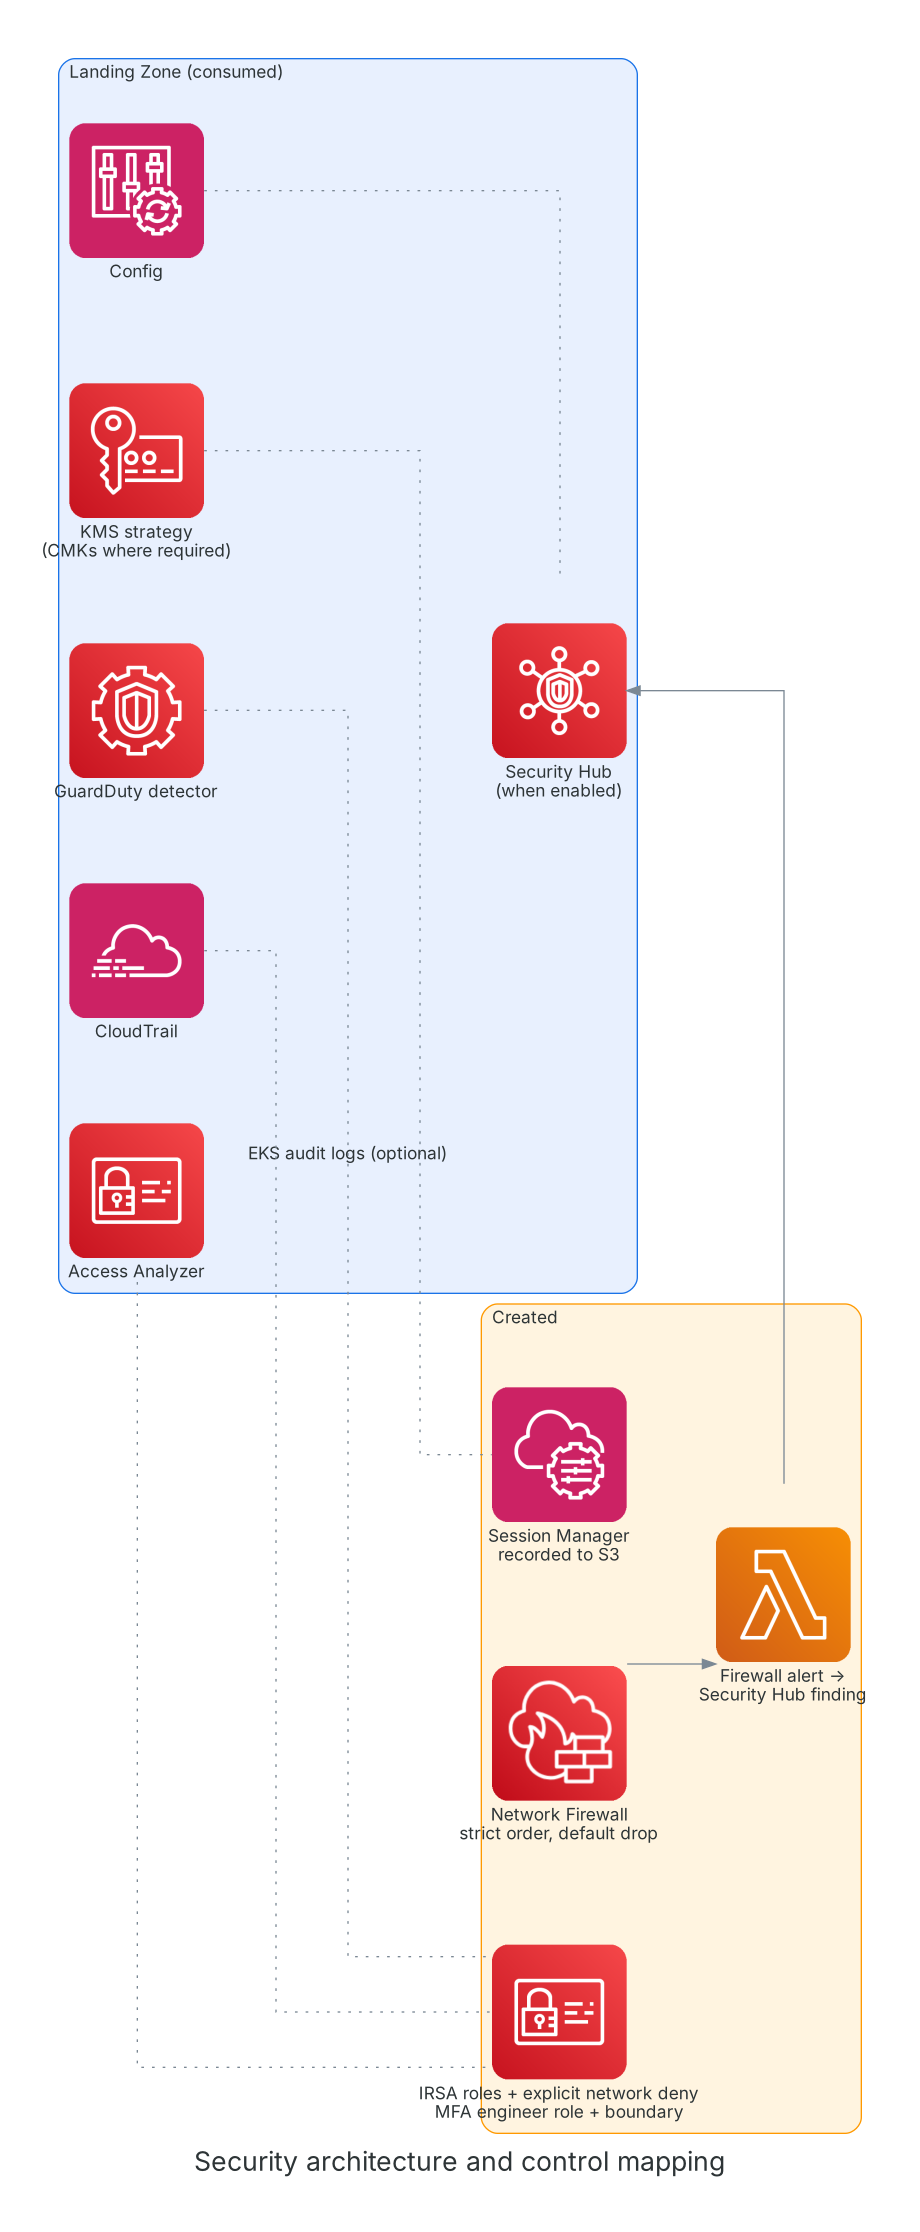 Landing Zone (consumed)
Config
KMS strategy
(CMKs where required)
GuardDuty detector
Security Hub
(when enabled)
CloudTrail
EKS audit logs (optional)
Access Analyzer
Created
Session Manager
recorded to S3
Firewall alert →
Security Hub finding
Network Firewall
strict order, default drop
IRSA roles + explicit network deny
MFA engineer role + boundary
Security architecture and control mapping